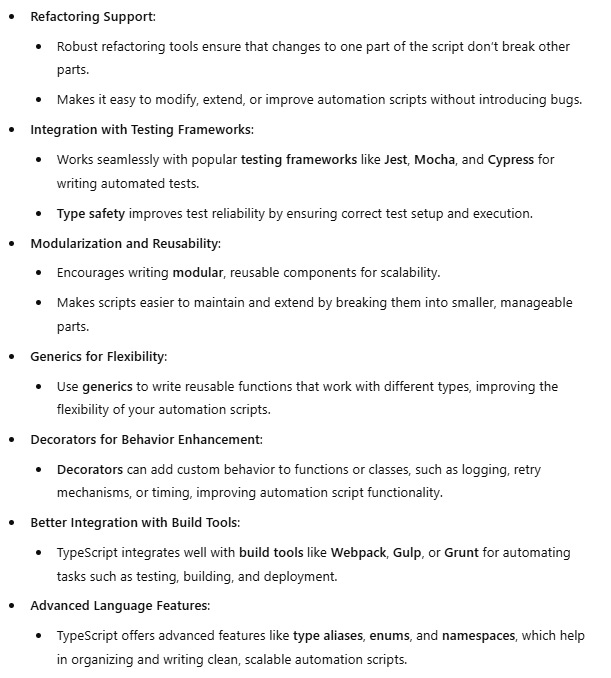 Refactoring Support:
Robust refactoring tools ensure that changes to one part of the script don't break other
parts.
Makes it easy to modify, extend, or improve automation scripts without introducing bugs.
Integration with Testing Frameworks:
Works seamlessly with popular testing frameworks like Jest, Mocha, and Cypress for
writing automated tests.
Type safety improves test reliability by ensuring correct test setup and execution.
Modularization and Reusability:
Encourages writing modular, reusable components for scalability.
Makes scripts easier to maintain and extend by breaking them into smaller, manageable
parts.
Generics for Flexibility:
Use generics to write reusable functions that work with different types, improving the
flexibility of your automation scripts.
Decorators for Behavior Enhancement:
Decorators can add custom behavior to functions or classes, such as logging, retry
mechanisms, or timing, improving automation script functionality.
Better Integration with Build Tools:
TypeScript integrates well with build tools like Webpack, Gulp, or Grunt for automating
tasks such as testing, building, and deployment.
Advanced Language Features:
TypeScript offers advanced features like type aliases, enums, and namespaces, which help
in organizing and writing clean, scalable automation scripts.